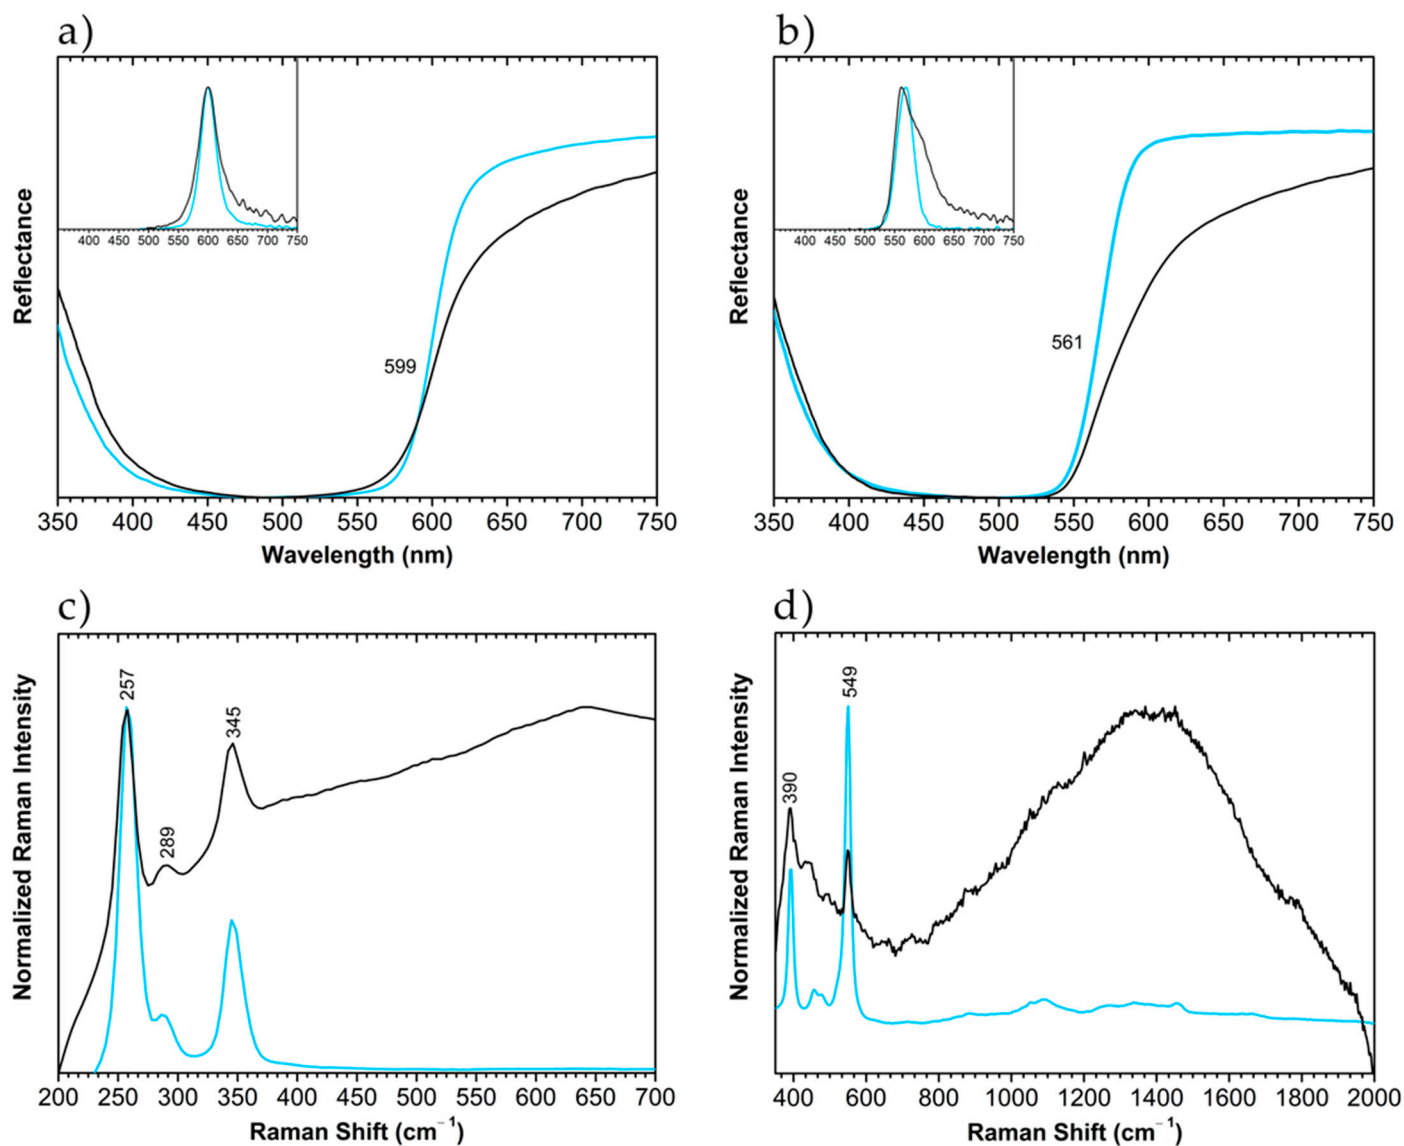 a)
400 450 500 550 600 650 700 750
599
Reflectance
350 400 450 500 550 600 650 700 750
Wavelength (nm)
b)
400 450 500 550 600 650 700 750
561
Reflectance
350 400 450 500 550 600 650 700 750
Wavelength (nm)
c)
257
345
289
Normalized Raman Intensity
200 250 300 350 400 450 500 550 600 650 700
Raman Shift (cm⁻¹)
d)
549
390
Normalized Raman Intensity
400 600 800 1000 1200 1400 1600 1800 2000
Raman Shift (cm⁻¹)